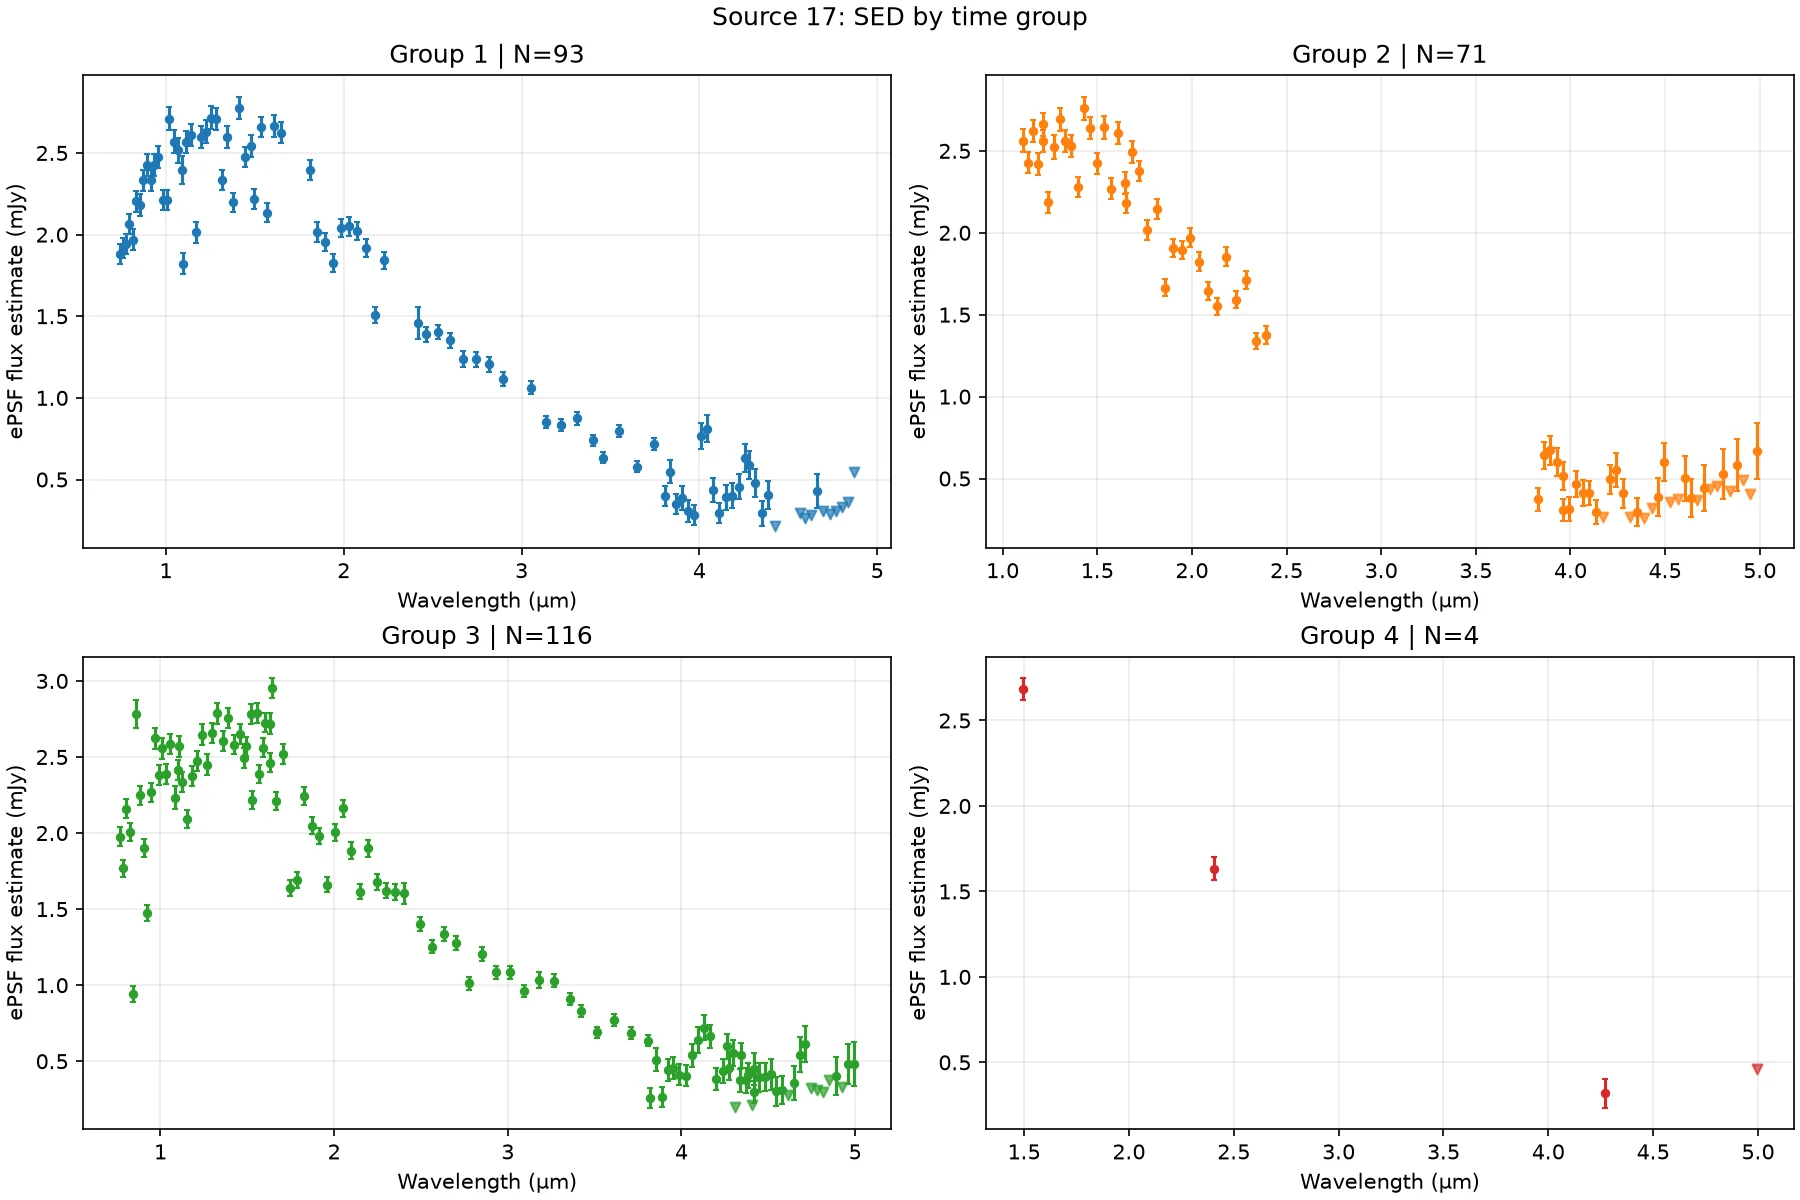 Source 17: SED by time group
Group 1 | N=93
ePSF flux estimate (mJy)
2.5
2.0
1.5
1.0
0.5
1 2 3 4 5
Wavelength (μm)
Group 2 | N=71
ePSF flux estimate (mJy)
2.5
2.0
1.5
1.0
0.5
1.0 1.5 2.0 2.5 3.0 3.5 4.0 4.5 5.0
Wavelength (μm)
Group 3 | N=116
ePSF flux estimate (mJy)
3.0
2.5
2.0
1.5
1.0
0.5
1 2 3 4 5
Wavelength (μm)
Group 4 | N=4
ePSF flux estimate (mJy)
2.5
2.0
1.5
1.0
0.5
1.5 2.0 2.5 3.0 3.5 4.0 4.5 5.0
Wavelength (μm)